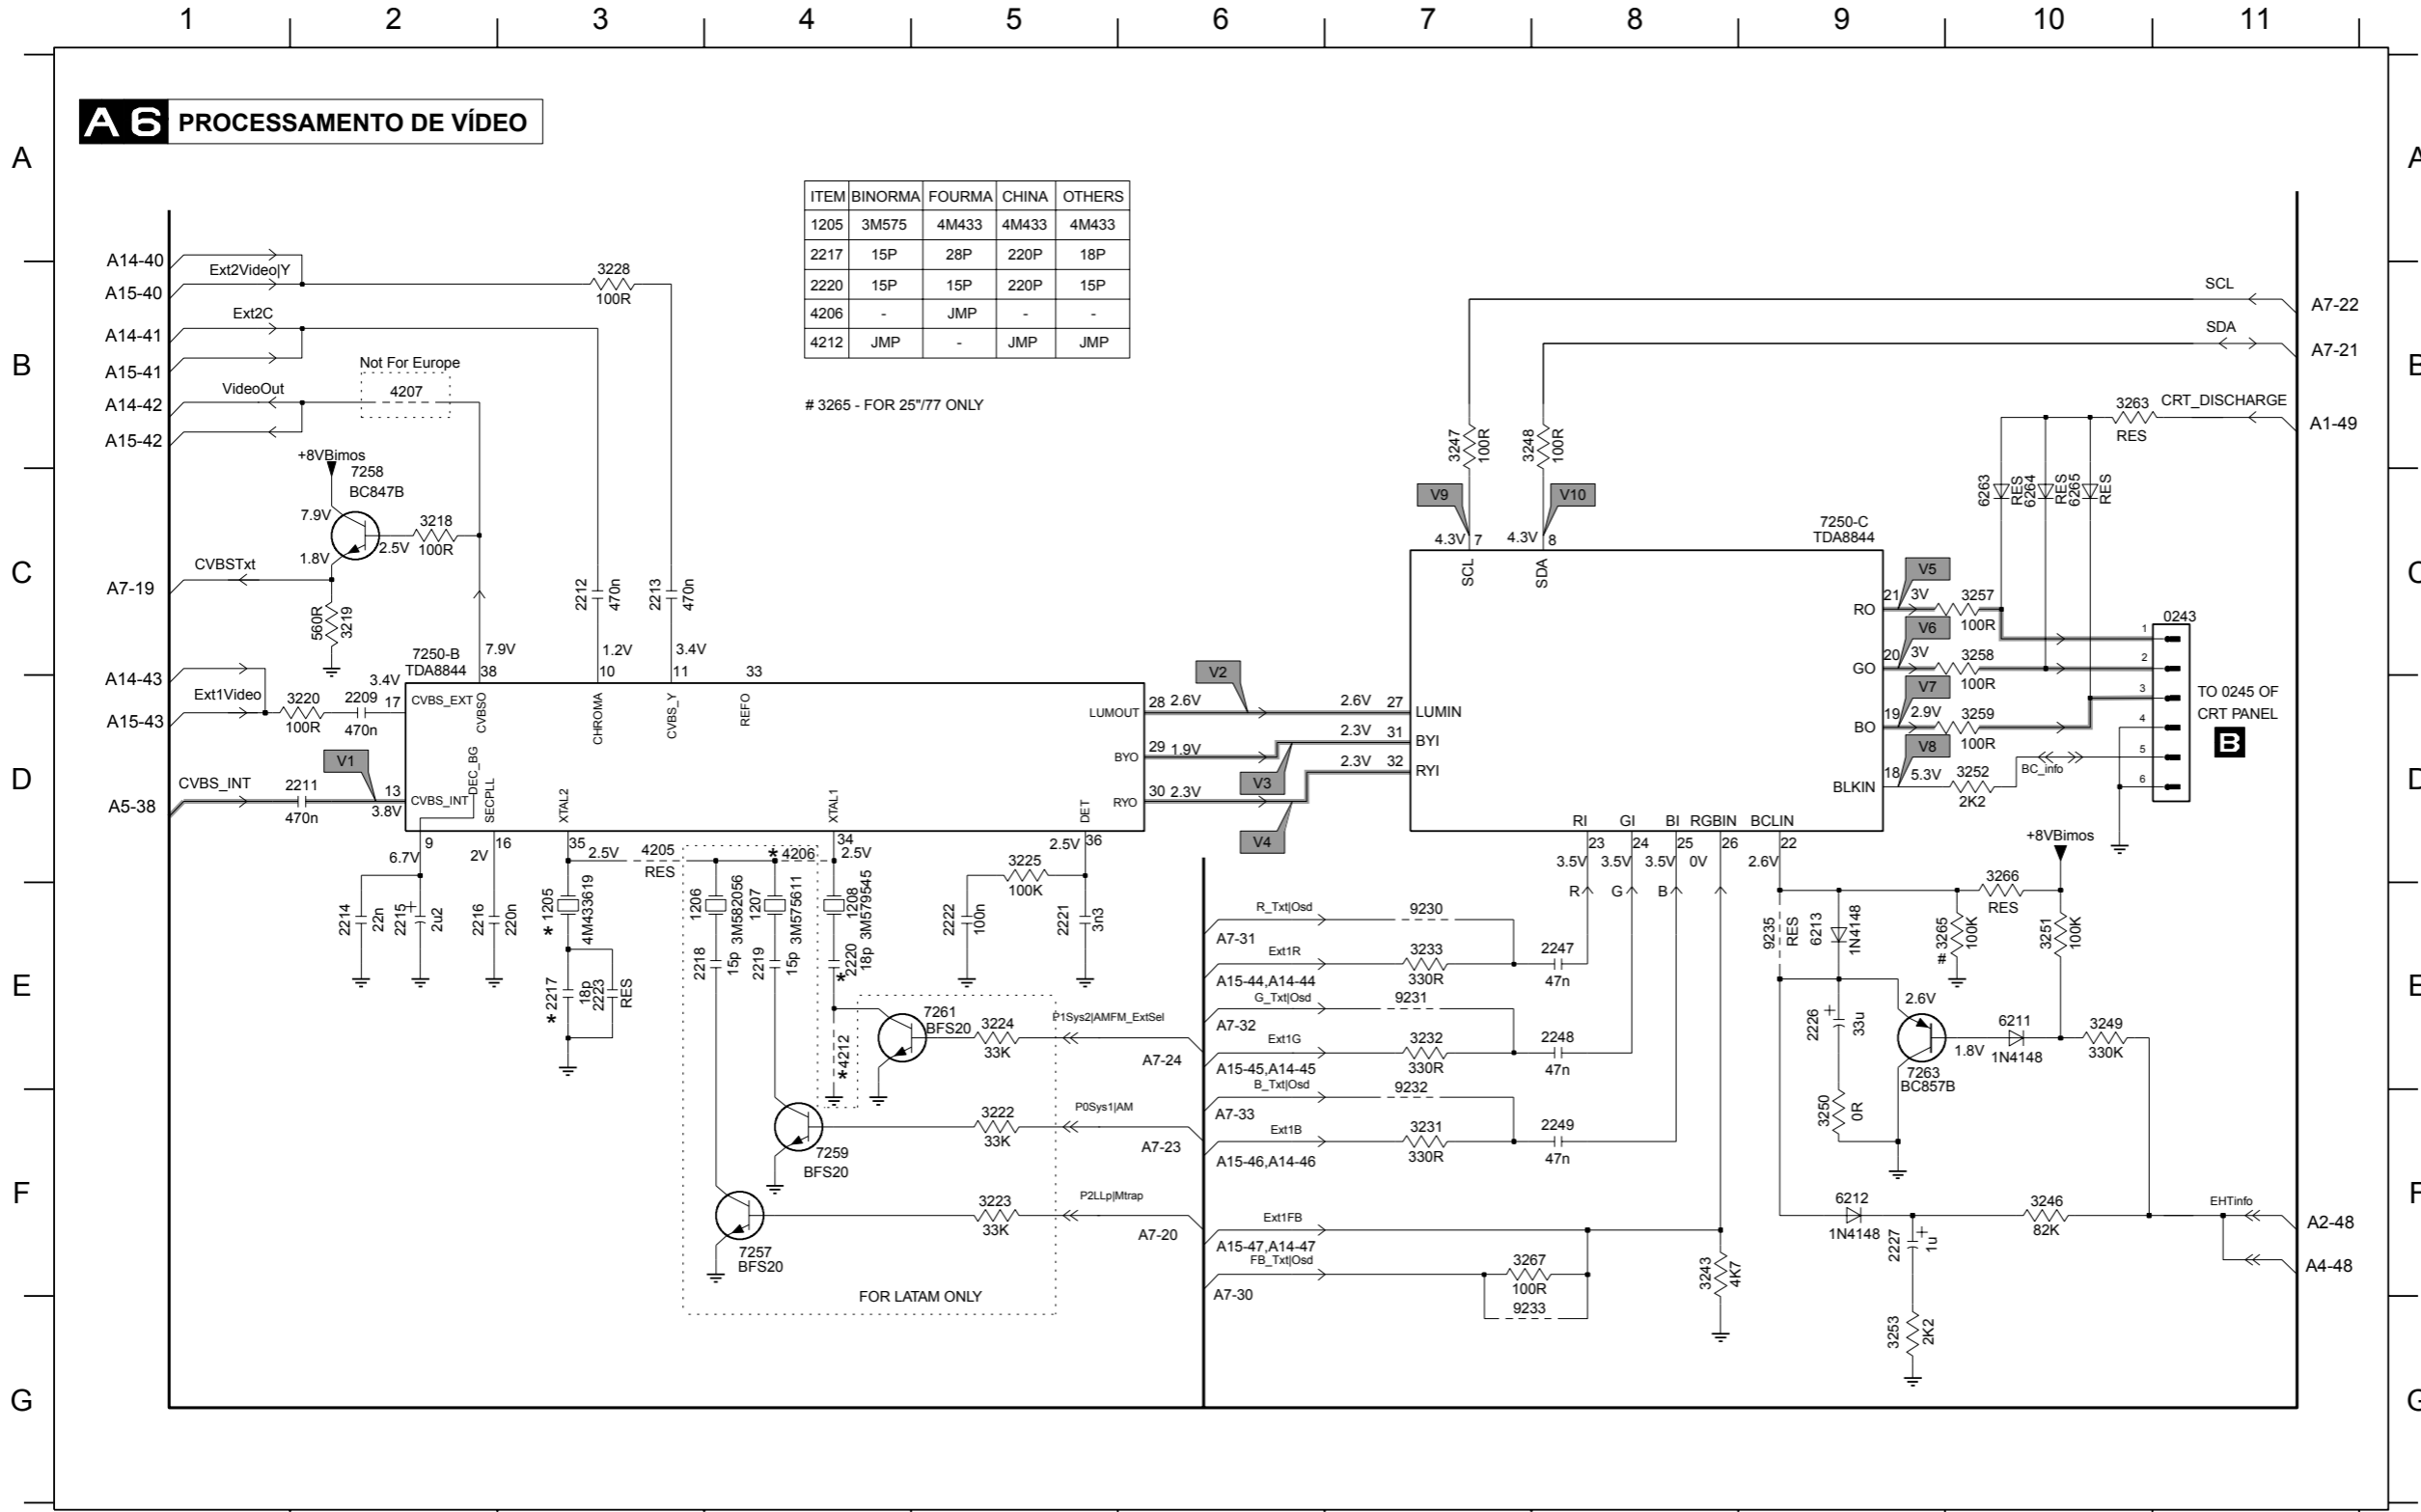 1 2 3 4 5 6 7 8 9 10 11
A 6 PROCESSAMENTO DE VÍDEO
A A
ITEM BINORMA FOURMA CHINA OTHERS
1205 3M575 4M433 4M433 4M433
2217 15P 28P 220P 18P
2220 15P 15P 220P 15P
4206 - JMP - -
4212 JMP - JMP JMP
# 3265 - FOR 25"/77 ONLY
A14-40
Ext2Video|Y
A15-40
3228
100R
Ext2C
A14-41
A15-41
B
Not For Europe
4207
VideoOut
A14-42
A15-42
+8VBimos
7258
BC847B
7.9V
3218
100R
2.5V
1.8V
CVBSTxt
A7-19
C
560R
3219
2212
470n
2213
470n
7250-B
TDA8844
7.9V
38
1.2V
10
3.4V
11
33
A14-43
Ext1Video
A15-43
3220
100R
2209
470n
3.4V
17
CVBS_EXT
CVBSO
CHROMA
CVBS_Y
REFO
LUMOUT
28 2.6V
BYO
29 1.9V
RYO
30 2.3V
V1
CVBS_INT
A5-38
2211
470n
13
3.8V
CVBS_INT
DEC_BG
SECPLL
XTAL2
XTAL1
DET
D
9
6.7V
16
2V
35
2.5V
4205
RES
* 4206
34
2.5V
36
2.5V
3225
100K
2214
22n
2215
+
2u2
2216
220n
* 1205
4M433619
1206
3M582056
1207
3M575611
1208
3M579545
2222
100n
2221
3n3
2218
15p
2219
15p
* 2220
18p
* 2217
18p
2223
RES
E
* 4212
7261
BFS20
3224
33K
P1Sys2|AMFM_ExtSel
A7-24
7259
BFS20
3222
33K
P0Sys1|AM
A7-23
7257
BFS20
3223
33K
P2LLp|Mtrap
A7-20
F
FOR LATAM ONLY
G
V2
V3
V4
2.6V 27
LUMIN
2.3V 31
BYI
2.3V 32
RYI
SCL
A7-22
SDA
A7-21
B
3247
100R
3248
100R
V9
V10
4.3V 7
4.3V 8
SCL
SDA
7250-C
TDA8844
3263
RES
CRT_DISCHARGE
A1-49
6263
RES
6264
RES
6265
RES
C
V5
21 3V
RO
3257
100R
V6
20 3V
GO
3258
100R
V7
19 2.9V
BO
3259
100R
V8
18 5.3V
BLKIN
3252
2K2
BC_info
0243
1
2
3
4
5
6
TO 0245 OF
CRT PANEL
B
D
RI GI BI RGBIN BCLIN
23 24 25 26 22
3.5V 3.5V 3.5V 0V 2.6V
R G B
+8VBimos
3266
RES
9235
RES
6213
1N4148
# 3265
100K
3251
100K
R_Txt|Osd
A7-31
9230
Ext1R
A15-44,A14-44
3233
330R
2247
47n
G_Txt|Osd
A7-32
9231
Ext1G
A15-45,A14-45
3232
330R
2248
47n
B_Txt|Osd
A7-33
9232
Ext1B
A15-46,A14-46
3231
330R
2249
47n
E
2226
+
33u
2.6V
7263
BC857B
1.8V
6211
1N4148
3249
330K
3250
0R
Ext1FB
A15-47,A14-47
FB_Txt|Osd
A7-30
3267
100R
9233
3243
4K7
6212
1N4148
3246
82K
2227
+
1u
EHTinfo
A2-48
A4-48
F
3253
2K2
G